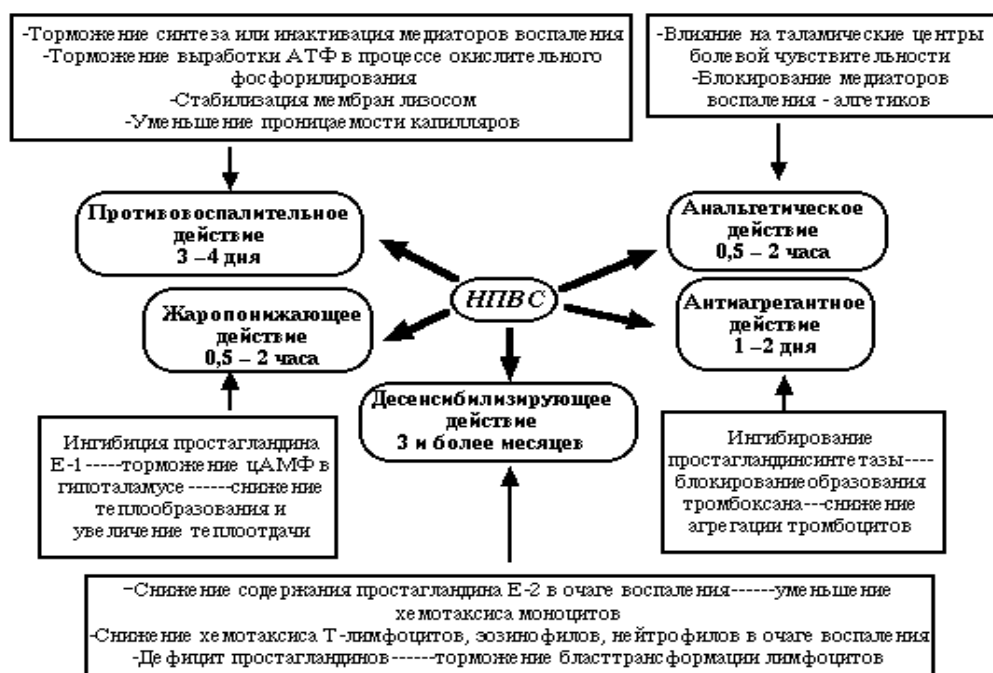 -Торможение синтеза или инактивация медиаторов воспаления
-Торможение выработки АТФ в процессе окислительного
фосфорилирования
-Стабилизация мембран лизосом
-Уменьшение проницаемости капилляров
-Влияние на таламические центры
болевой чувствительности
-Блокирование медиаторов
воспаления - алгетиков
Противовоспалительное
действие
3 –4 дня
Анальгетическое
действие
0,5 – 2 часа
НПВС
Жаропонижающее
действие
0,5 – 2 часа
Антиагрегантное
действие
1 –2 дня
Десенсибилизирующее
действие
3 и более месяцев
Ингибиция простагландина
Е-1-----торможение цАМФ в
гипоталамусе ------снижение
теплообразования и
увеличение теплоотдачи
Ингибирование
простагландинсинтетазы----
блокирование образования
тромбоксана---снижение
агрегации тромбоцитов
–Снижение содержания простагландина Е-2 в очаге воспаления------уменьшение
хемотаксиса моноцитов
-Снижение хемотаксиса Т-лимфоцитов, эозинофилов, нейтрофилов в очаге воспаления
-Дефицит простагландинов------торможение бласттрансформации лимфоцитов